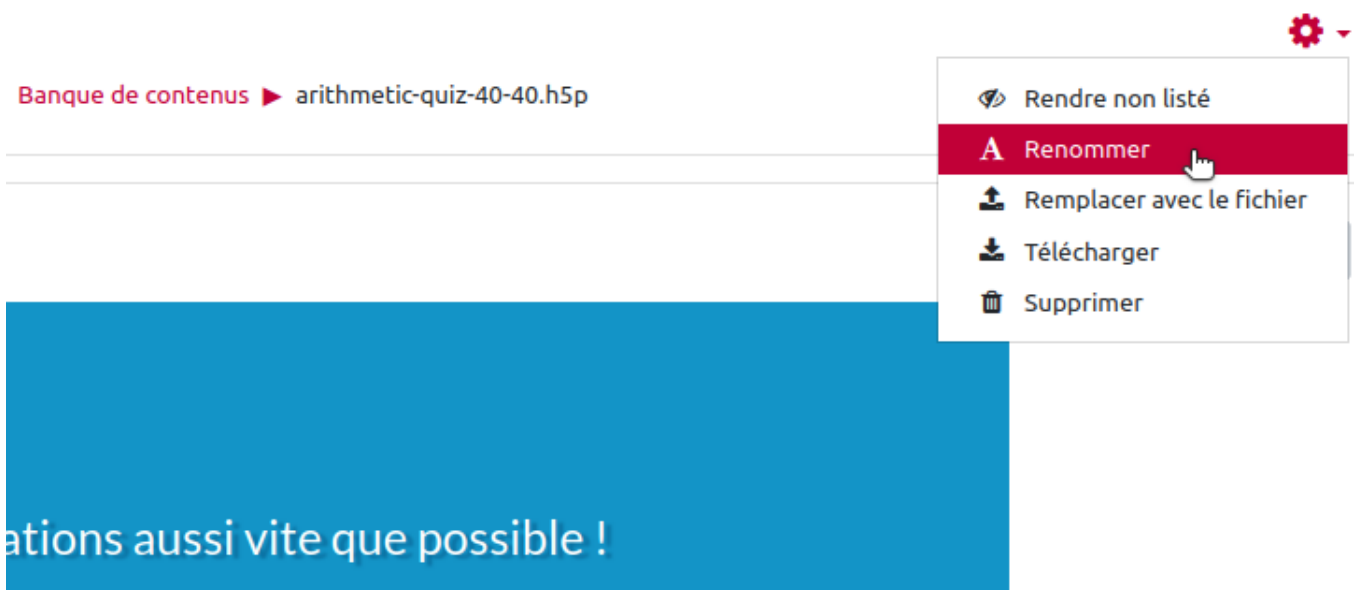 Banque de contenus ▶ arithmetic-quiz-40-40.h5p
Rendre non listé
Renommer
Remplacer avec le fichier
Télécharger
Supprimer
ations aussi vite que possible !